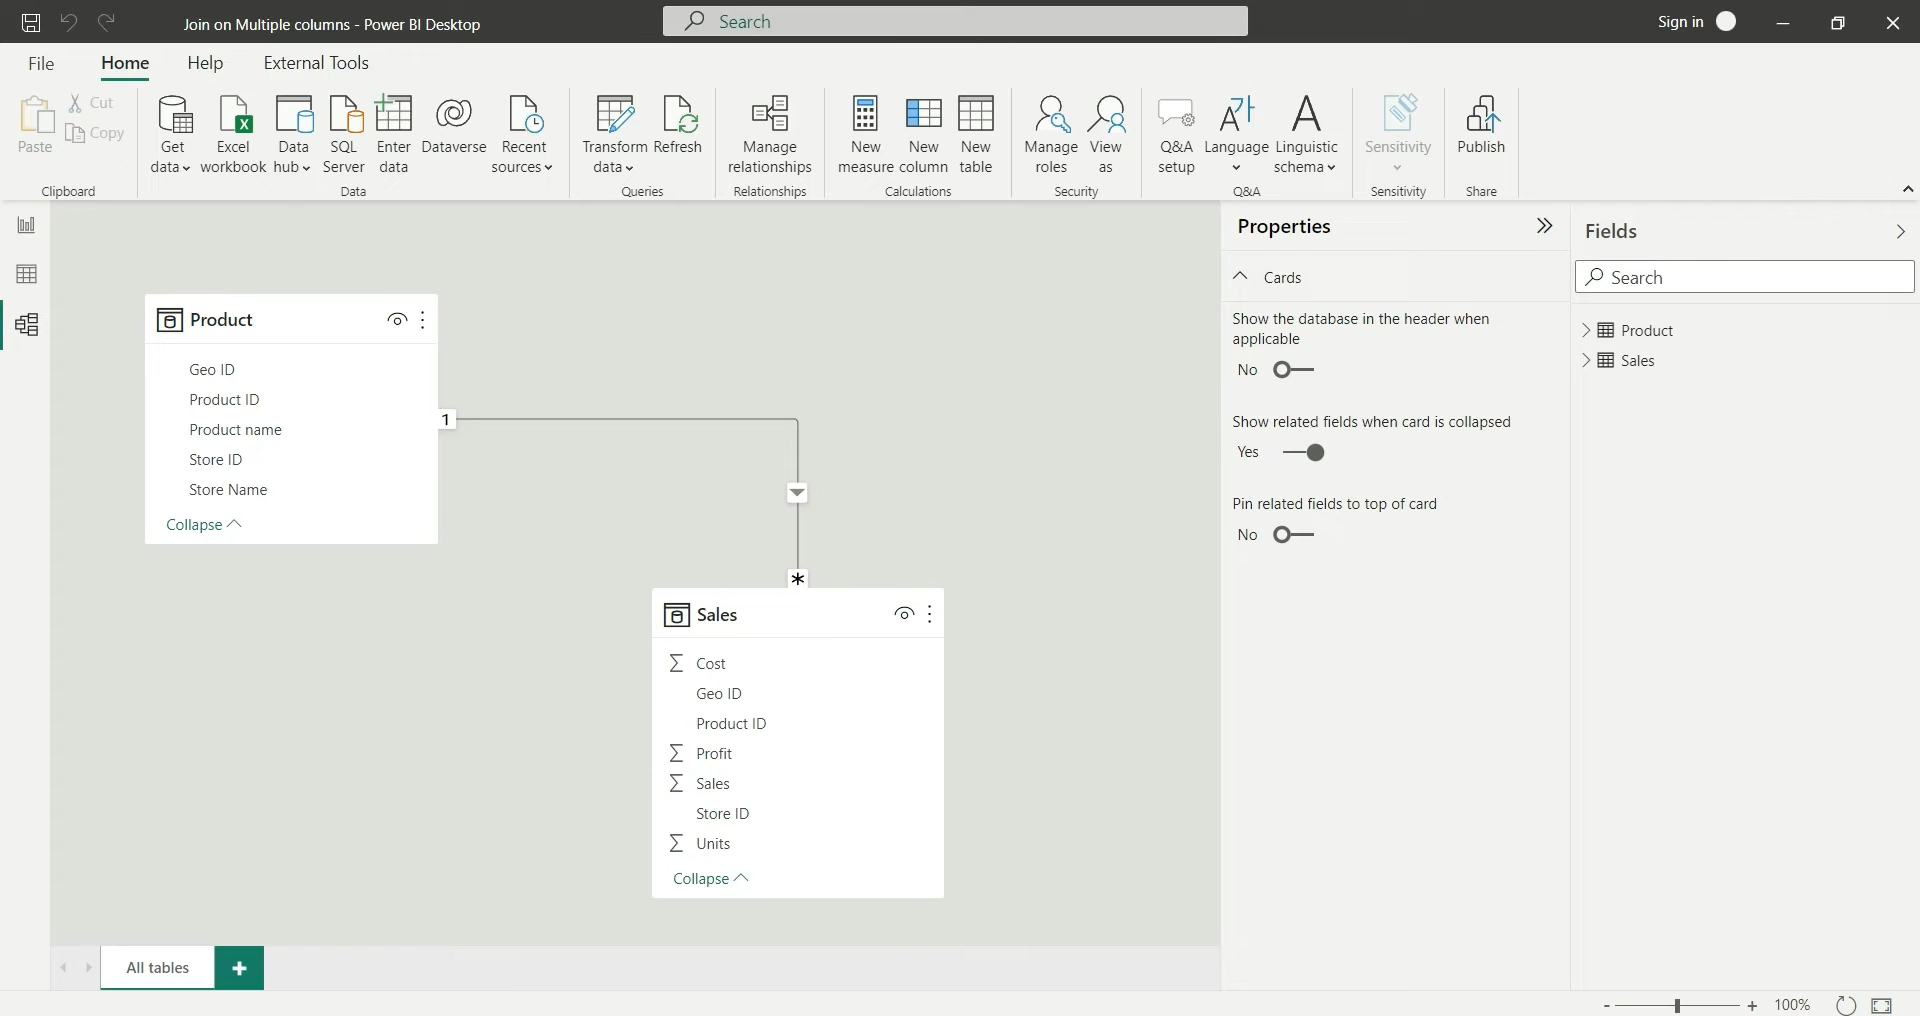 Join on Multiple columns - Power BI Desktop
Search
Sign in
File
Home
Help
External Tools
Paste
Cut
Copy
Clipboard
Get
data
Excel
workbook
Data
hub
SQL
Server
Enter
data
Dataverse
Recent
sources
Data
Transform
data
Refresh
Queries
Manage
relationships
Relationships
New
measure
New
column
New
table
Calculations
Manage
roles
View
as
Security
Q&A
setup
Language
Linguistic
schema
Q&A
Sensitivity
Sensitivity
Publish
Share
Product
Geo ID
Product ID
Product name
Store ID
Store Name
Collapse
1
*
Sales
Σ Cost
Geo ID
Product ID
Σ Profit
Σ Sales
Store ID
Σ Units
Collapse
Properties
Cards
Show the database in the header when
applicable
No
Show related fields when card is collapsed
Yes
Pin related fields to top of card
No
Fields
Search
Product
Sales
All tables
+
- + 100%